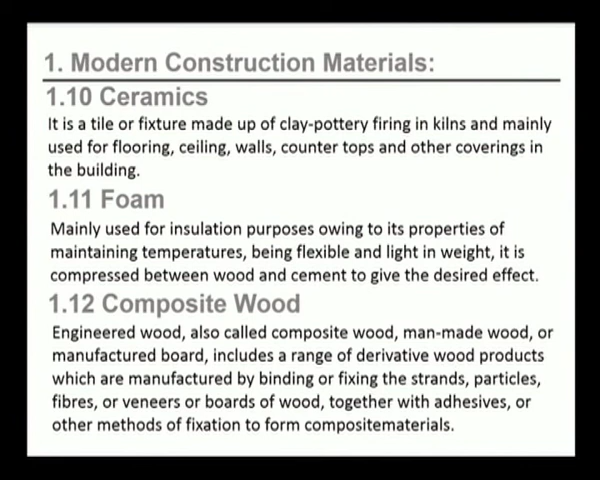 1. Modern Construction Materials:
1.10 Ceramics
It is a tile or fixture made up of clay-pottery firing in kilns and mainly
used for flooring, ceiling, walls, counter tops and other coverings in
the building.
1.11 Foam
Mainly used for insulation purposes owing to its properties of
maintaining temperatures, being flexible and light in weight, it is
compressed between wood and cement to give the desired effect.
1.12 Composite Wood
Engineered wood, also called composite wood, man-made wood, or
manufactured board, includes a range of derivative wood products
which are manufactured by binding or fixing the strands, particles,
fibres, or veneers or boards of wood, together with adhesives, or
other methods of fixation to form compositematerials.